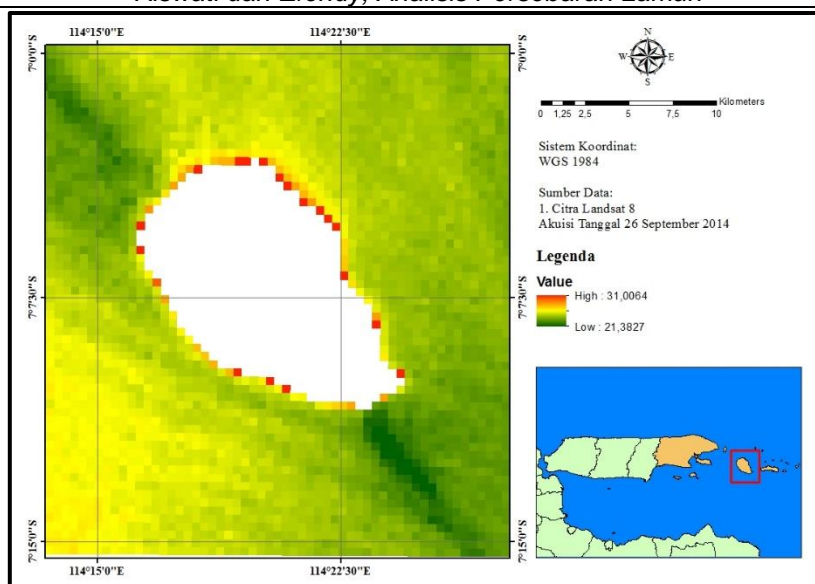 114°15'0"E 114°22'30"E
7°0'0"S 7°0'0"S
7°7'30"S 7°7'30"S
7°15'0"S 7°15'0"S
114°15'0"E 114°22'30"E
N
W E
S
Kilometers
0 1,25 2,5 5 7,5 10
Sistem Koordinat:
WGS 1984
Sumber Data:
1. Citra Landsat 8
Akuisi Tanggal 26 September 2014
Legenda
Value
High : 31,0064
Low : 21,3827